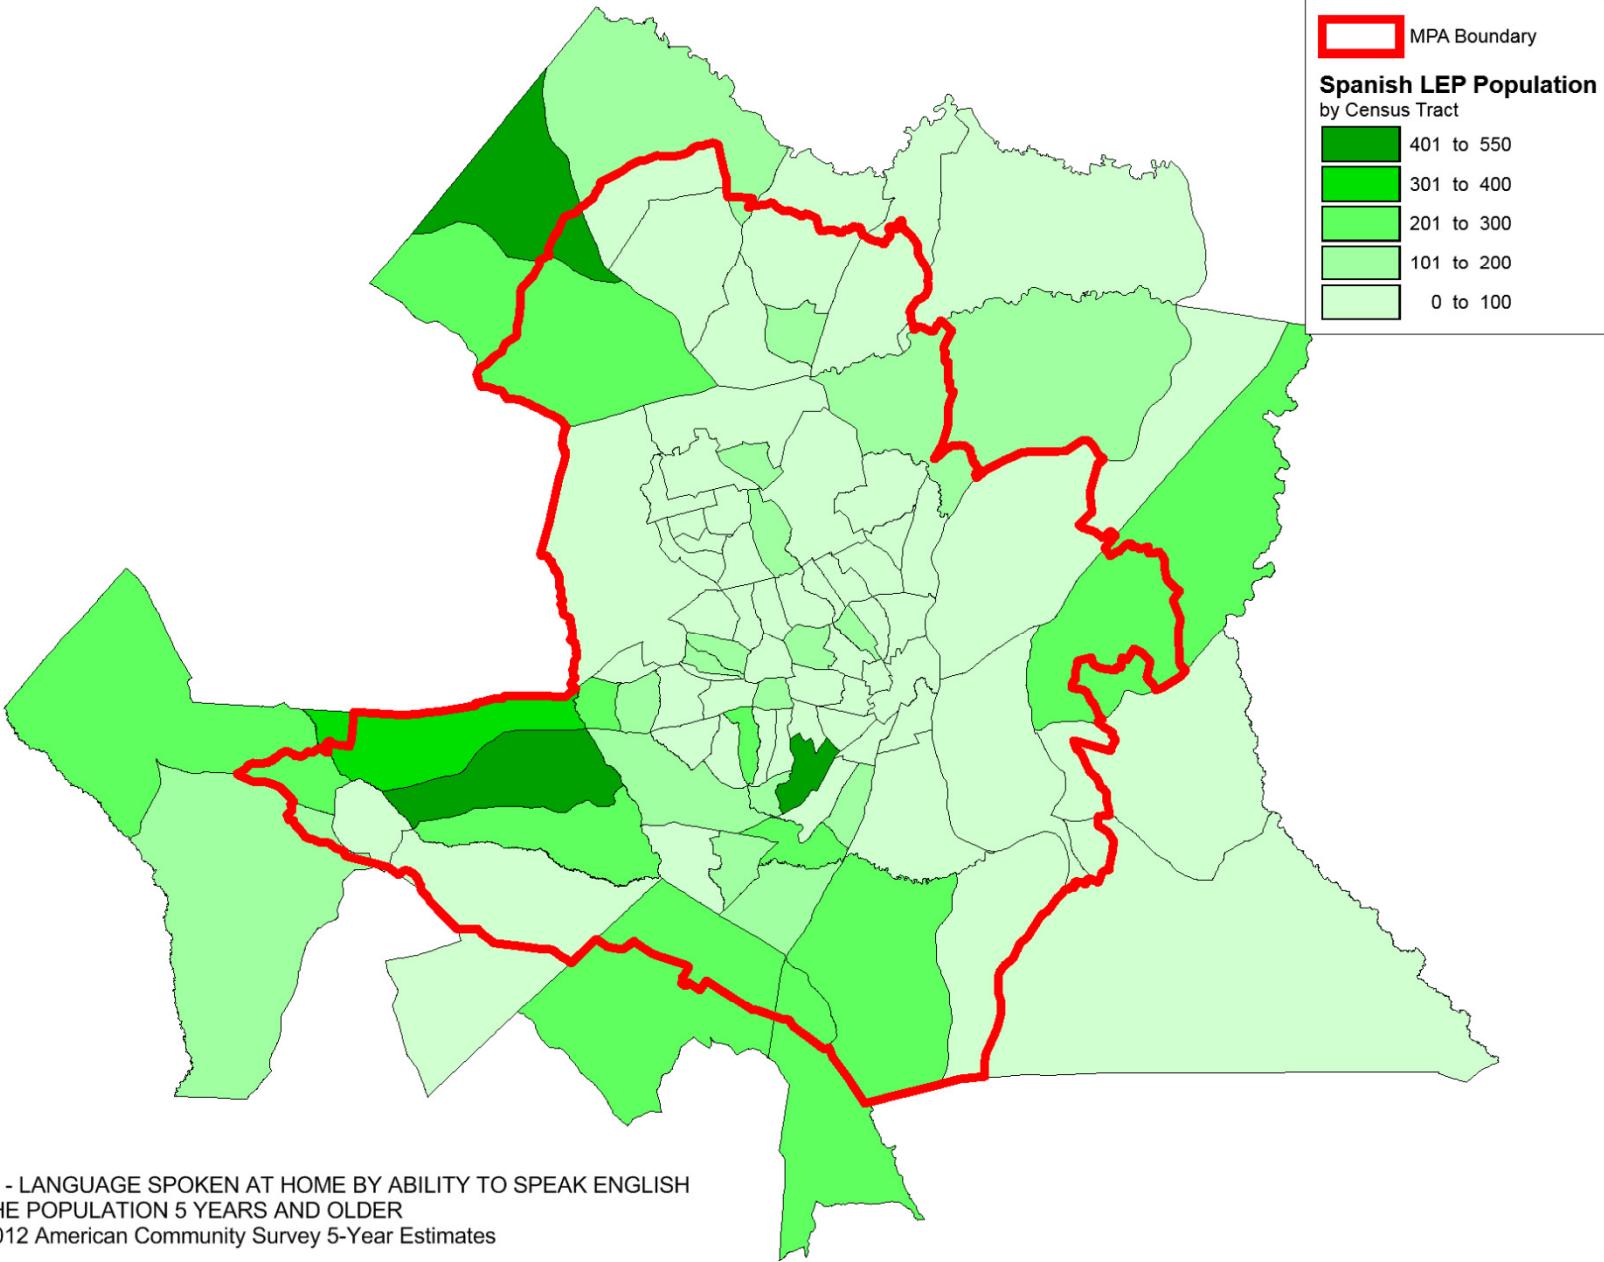 MPA Boundary
Spanish LEP Population
by Census Tract
401 to 550
301 to 400
201 to 300
101 to 200
0 to 100
- LANGUAGE SPOKEN AT HOME BY ABILITY TO SPEAK ENGLISH
HE POPULATION 5 YEARS AND OLDER
012 American Community Survey 5-Year Estimates